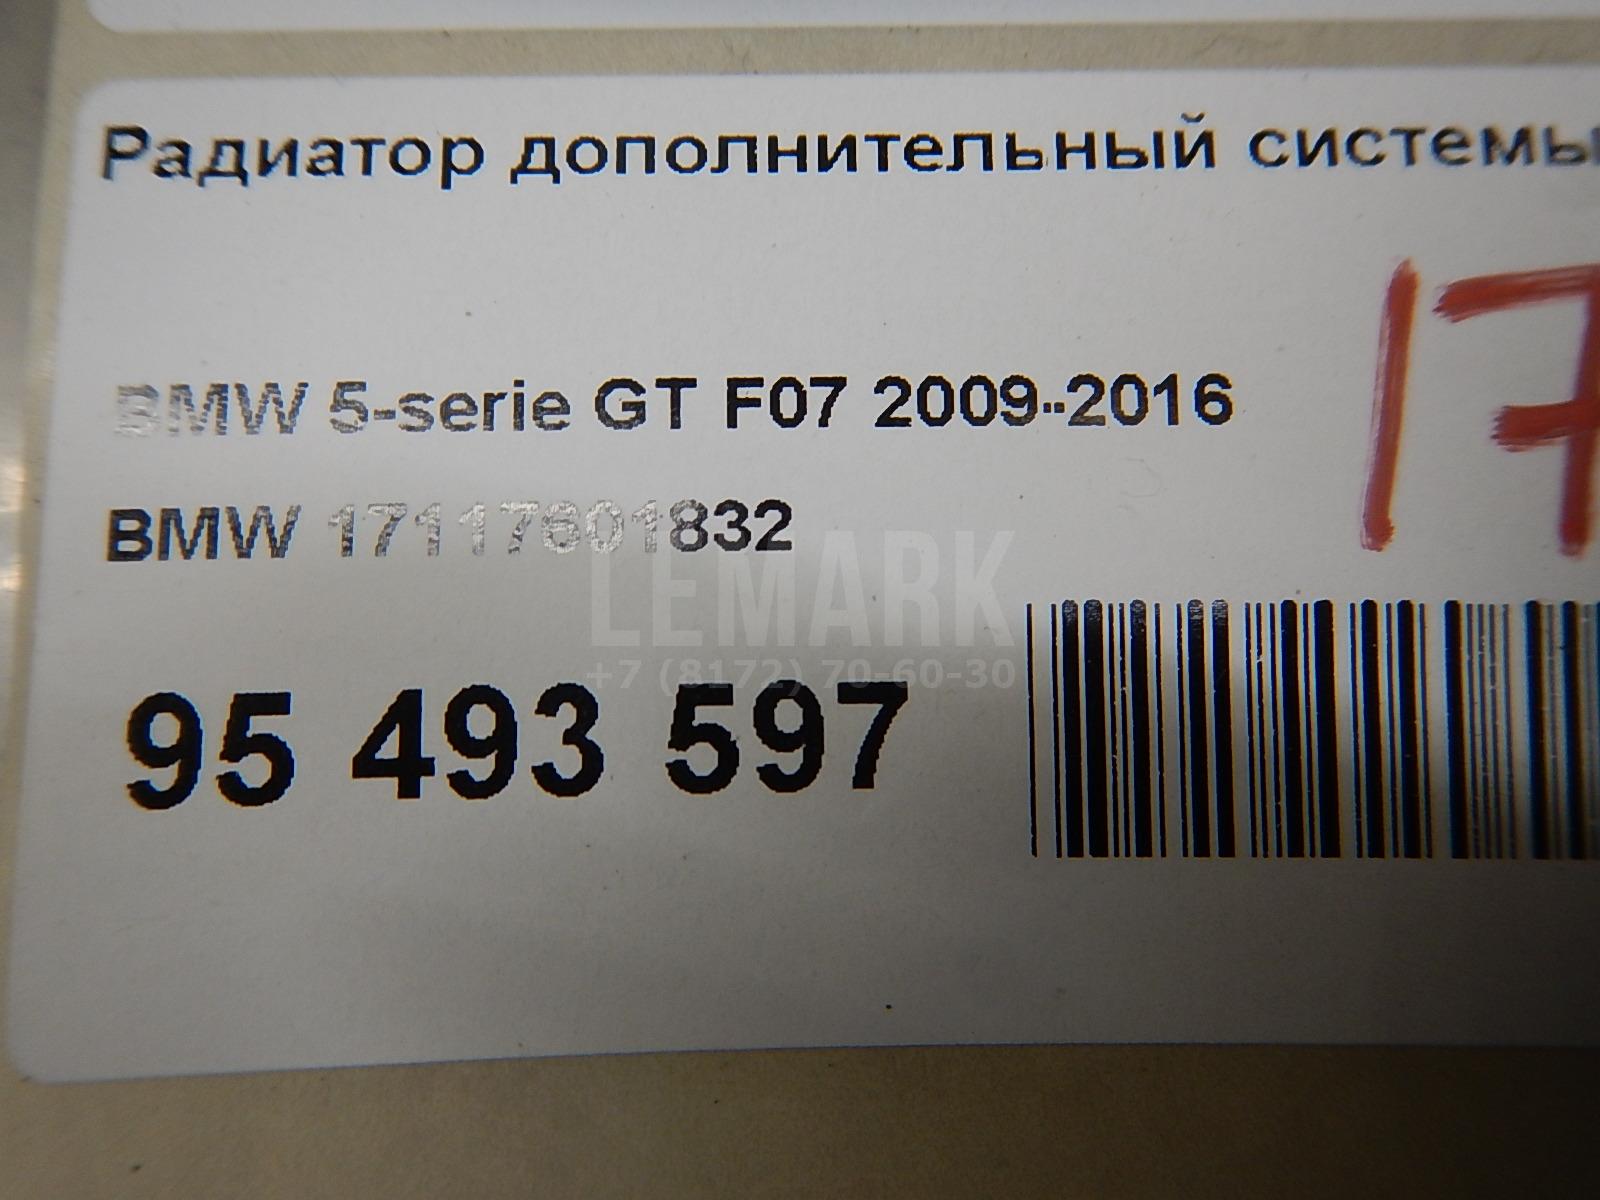 Радиатор дополнительный системы
17
BMW 5-serie GT F07 2009-2016
BMW 17117601832
LEMARK
+7 (8172) 70-60-30
95 493 597